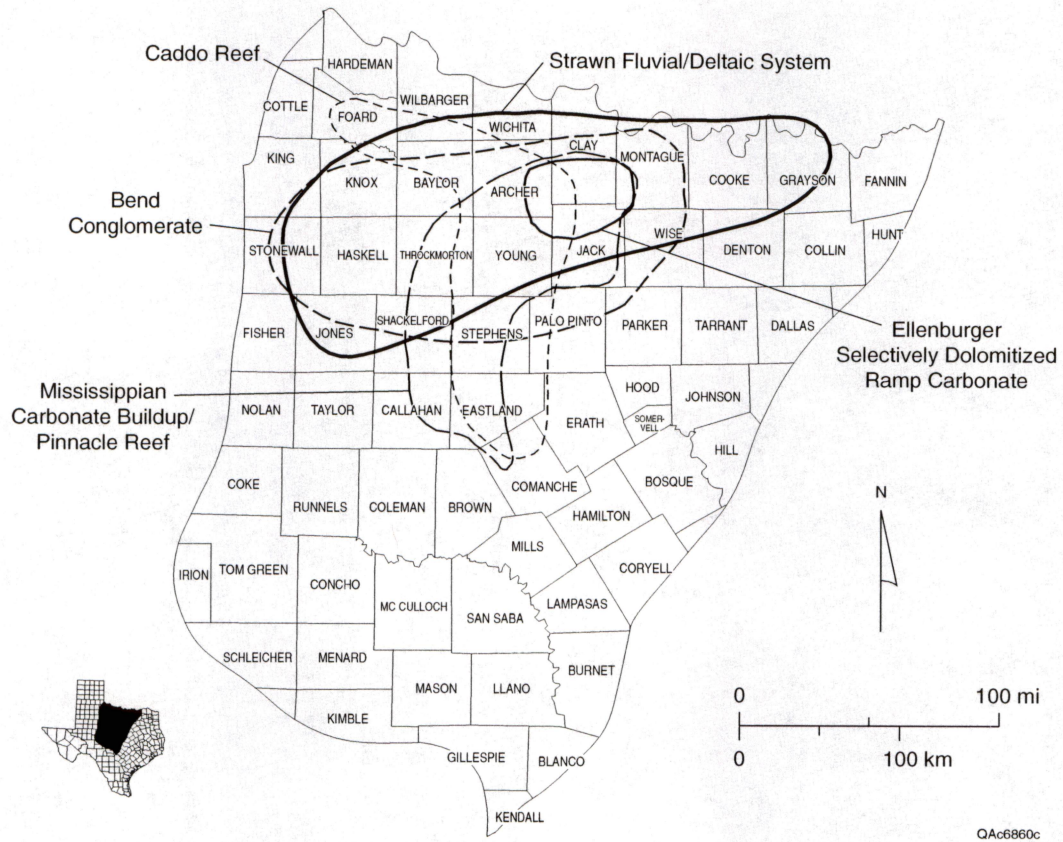 Caddo Reef
HARDEMAN
Strawn Fluvial/Deltaic System
COTTLE
FOARD
WILBARGER
WICHITA
CLAY
MONTAGUE
KING
KNOX
BAYLOR
ARCHER
COOKE
GRAYSON
FANNIN
Bend
Conglomerate
STONEWALL
HASKELL
THROCKMORTON
YOUNG
JACK
WISE
DENTON
COLLIN
HUNT
FISHER
JONES
SHACKELFORD
STEPHENS
PALO PINTO
PARKER
TARRANT
DALLAS
Ellenburger
Selectively Dolomitized
Ramp Carbonate
Mississippian
Carbonate Buildup/
Pinnacle Reef
NOLAN
TAYLOR
CALLAHAN
EASTLAND
ERATH
HOOD
SOMER-
VELL
JOHNSON
HILL
COKE
RUNNELS
COLEMAN
BROWN
COMANCHE
HAMILTON
BOSQUE
N
IRION
TOM GREEN
CONCHO
MC CULLOCH
SAN SABA
MILLS
LAMPASAS
CORYELL
SCHLEICHER
MENARD
MASON
LLANO
BURNET
KIMBLE
GILLESPIE
BLANCO
KENDALL
0 100 mi
0 100 km
QAc6860c